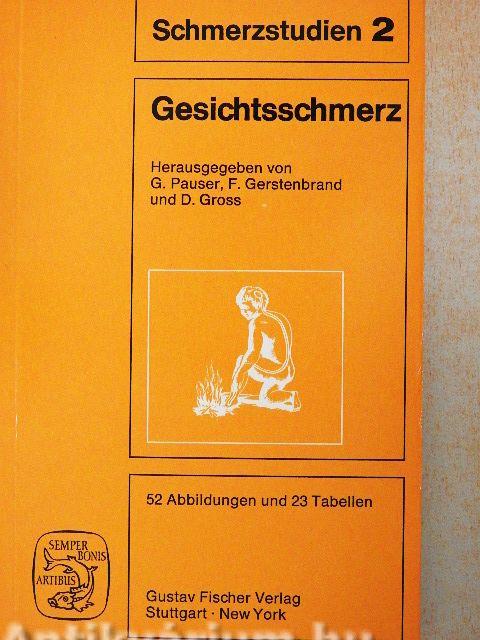 Schmerzstudien 2
Gesichtsschmerz
Herausgegeben von
G. Pauser, F. Gerstenbrand
und D. Gross
52 Abbildungen und 23 Tabellen
SEMPER
BONIS
ARTIBUS
Gustav Fischer Verlag
Stuttgart · New York